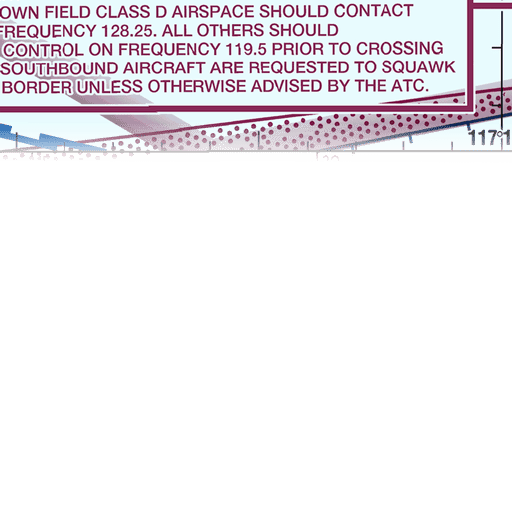 OWN FIELD CLASS D AIRSPACE SHOULD CONTACT
FREQUENCY 128.25. ALL OTHERS SHOULD
CONTROL ON FREQUENCY 119.5 PRIOR TO CROSSING
SOUTHBOUND AIRCRAFT ARE REQUESTED TO SQUAWK
BORDER UNLESS OTHERWISE ADVISED BY THE ATC.
117°1